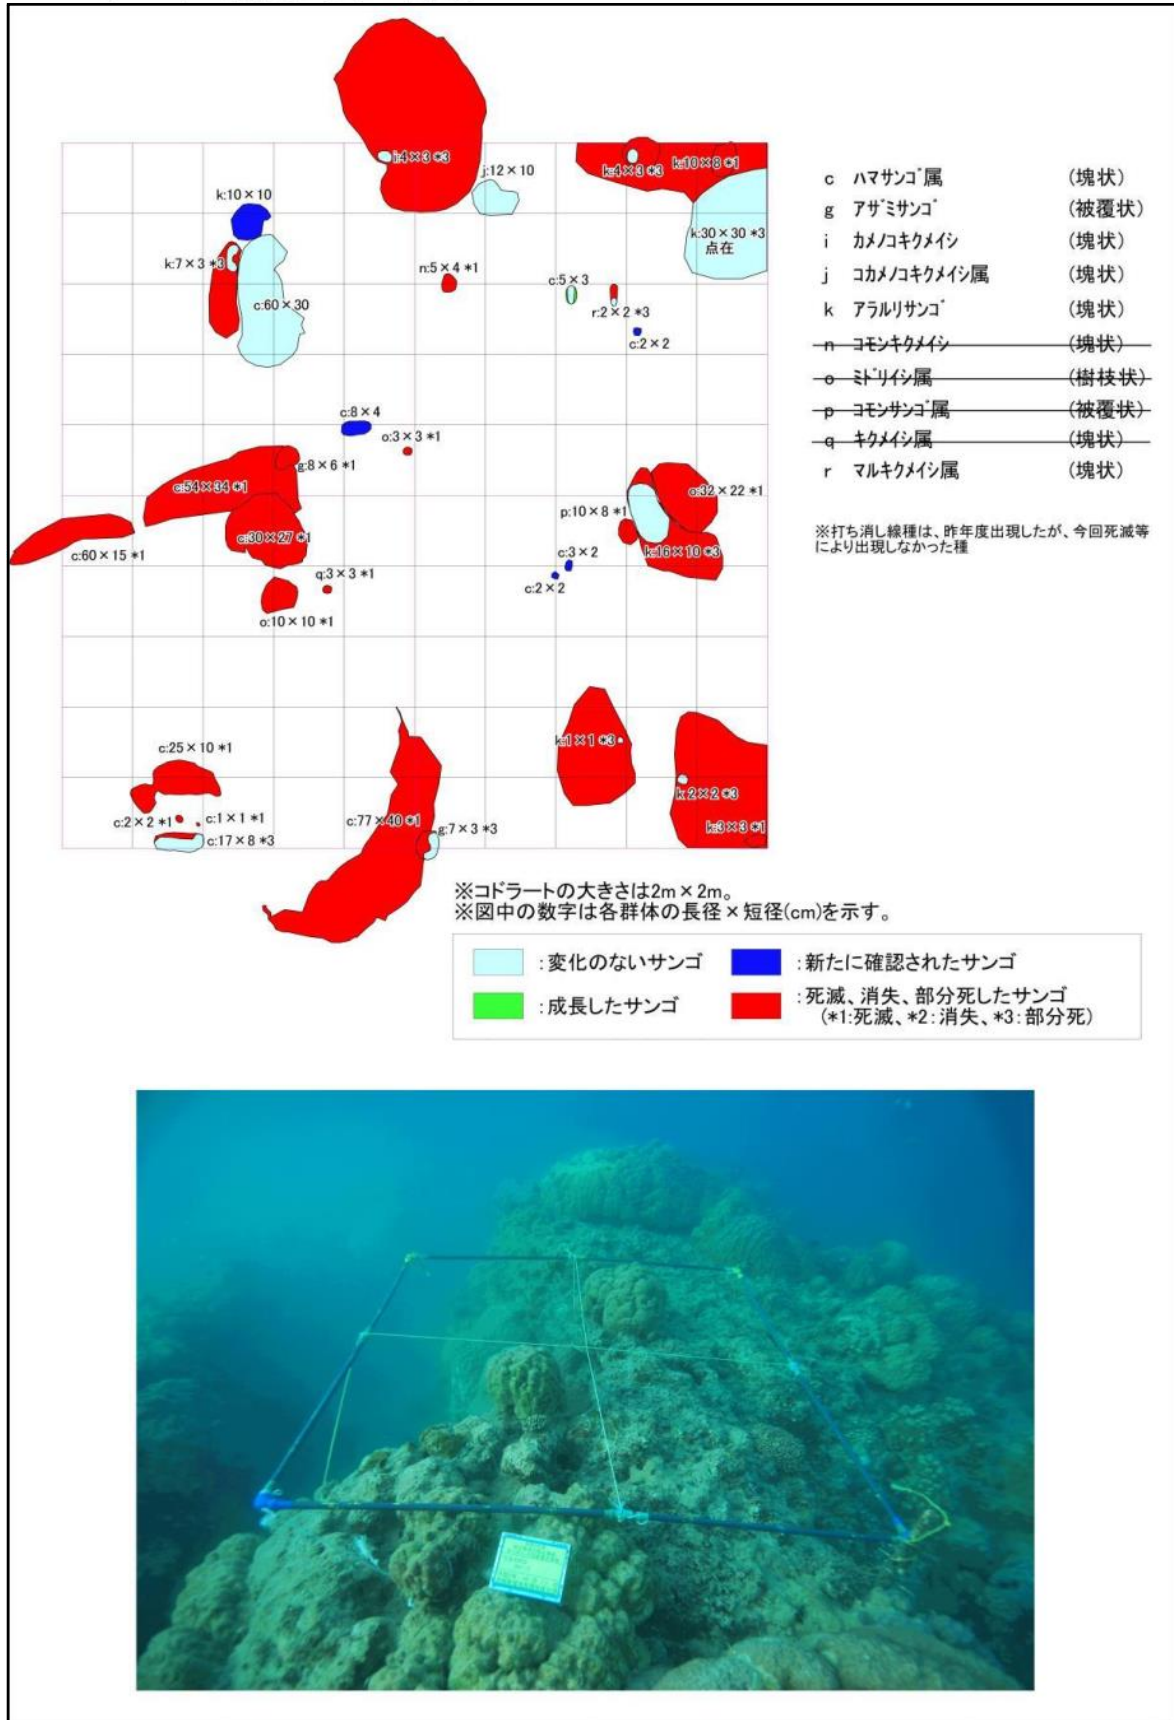 i:4×3 *3
k:4×3 *3
k:10×8 *1
j:12×10
k:10×10
k:30×30 *3
点在
k:7×3 *3
n:5×4 *1
c:5×3
c:60×30
r:2×2 *3
c:2×2
c:8×4
o:3×3 *1
g:8×6 *1
c:54×34 *1
o:32×22 *1
p:10×8 *1
c:30×27 *1
k:16×10 *3
c:60×15 *1
c:3×2
q:3×3 *1
c:2×2
o:10×10 *1
k:1×1 *3
c:25×10 *1
k:2×2 *3
c:2×2 *1
c:1×1 *1
c:77×40 *1
g:7×3 *3
k:3×3 *1
c:17×8 *3
c ハマサンゴ属 (塊状)
g アザミサンゴ (被覆状)
i カメノコキクメイシ (塊状)
j コカメノコキクメイシ属 (塊状)
k アラルリサンゴ (塊状)
n コモンキクメイシ (塊状)
o ミドリイシ属 (樹枝状)
p コモンサンゴ属 (被覆状)
q キクメイシ属 (塊状)
r マルキクメイシ属 (塊状)
※打ち消し線種は、昨年度出現したが、今回死滅等
により出現しなかった種
※コドラートの大きさは2m×2m。
※図中の数字は各群体の長径×短径(cm)を示す。
:変化のないサンゴ
:新たに確認されたサンゴ
:成長したサンゴ
:死滅、消失、部分死したサンゴ
(*1:死滅、*2:消失、*3:部分死)